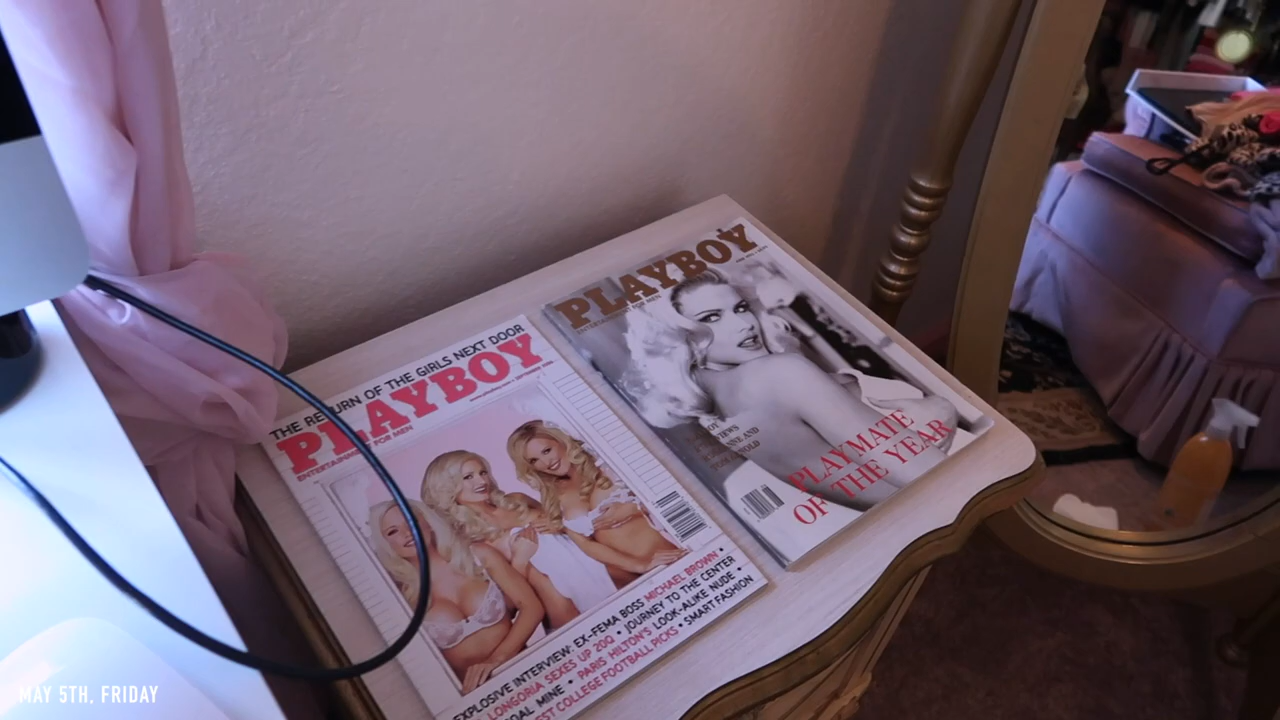 THE RETURN OF THE GIRLS NEXT DOOR
PLAYBOY
ENTERTAINMENT FOR MEN
EXPLOSIVE INTERVIEW: EX-FEMA BOSS MICHAEL BROWN •
LONGORIA SEXES UP 20Q • JOURNEY TO THE CENTER
OAL MINE • PARIS HILTON'S LOOK-ALIKE NUDE •
EST COLLEGE FOOTBALL PICKS • SMART FASHION
PLAYBOY
ENTERTAINMENT FOR MEN
PLAYMATE
OF THE YEAR
MAY 5TH, FRIDAY